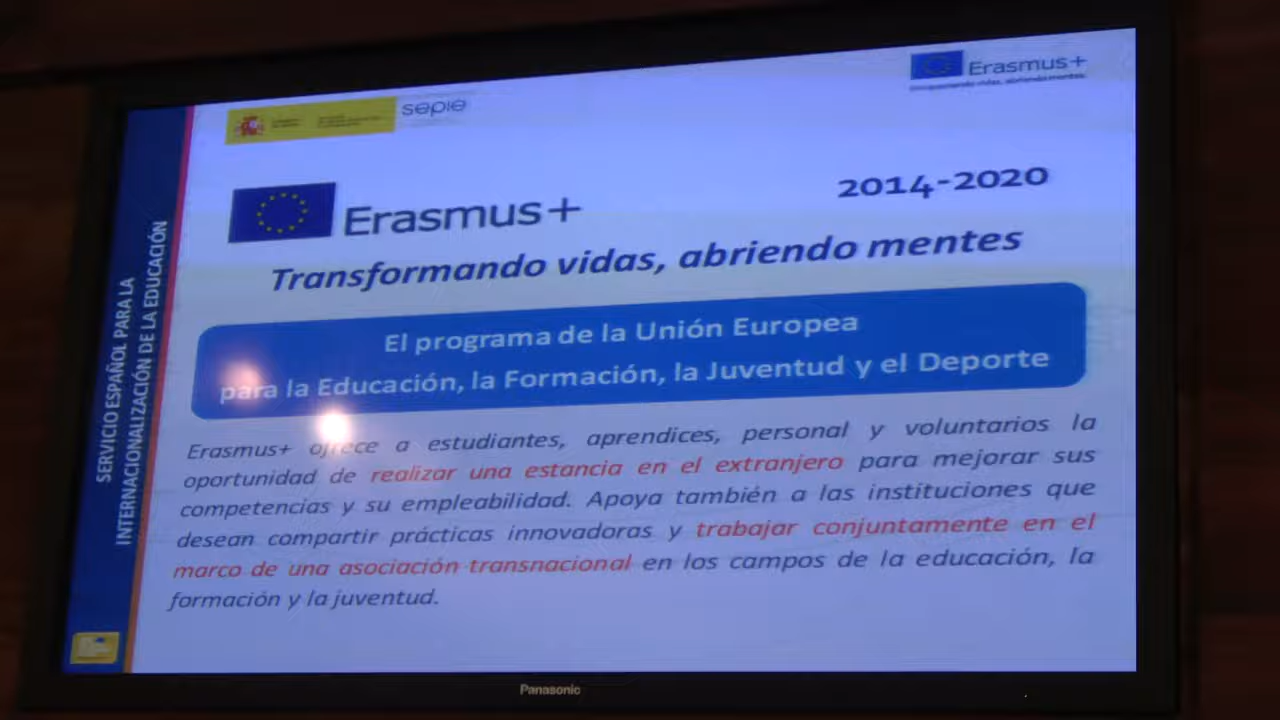 sepie
Erasmus+
Erasmus+
2014-2020
Transformando vidas, abriendo mentes
El programa de la Unión Europea
para la Educación, la Formación, la Juventud y el Deporte
Erasmus+ ofrece a estudiantes, aprendices, personal y voluntarios la
oportunidad de realizar una estancia en el extranjero para mejorar sus
competencias y su empleabilidad. Apoya también a las instituciones que
desean compartir prácticas innovadoras y trabajar conjuntamente en el
marco de una asociación transnacional en los campos de la educación, la
formación y la juventud.
SERVICIO ESPAÑOL PARA LA
INTERNACIONALIZACIÓN DE LA EDUCACIÓN
Panasonic